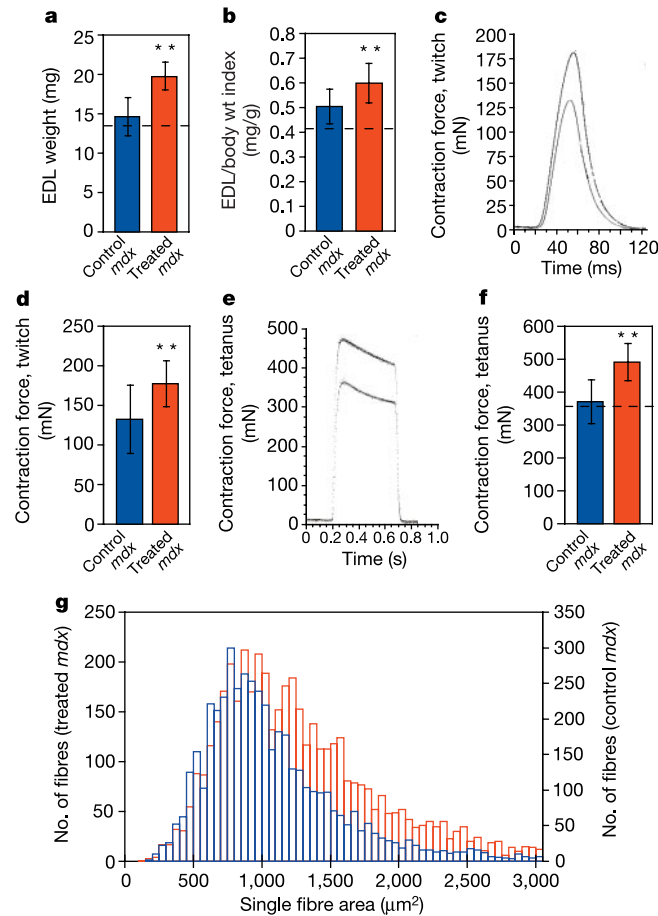 a
EDL weight (mg)
25
20
15
10
5
0
* *
Control
mdx
Treated
mdx
b
EDL/body wt index
(mg/g)
0.8
0.7
0.6
0.5
0.4
0.3
0.2
0.1
0
* *
Control
mdx
Treated
mdx
c
Contraction force, twitch
(mN)
200
175
150
125
100
75
50
25
0
0 40 80 120
Time (ms)
d
Contraction force, twitch
(mN)
250
200
150
100
50
0
* *
Control
mdx
Treated
mdx
e
Contraction force, tetanus
(mN)
500
400
300
200
100
0
0 0.2 0.4 0.6 0.8 1.0
Time (s)
f
Contraction force, tetanus
(mN)
600
500
400
300
400
100
0
* *
Control
mdx
Treated
mdx
g
No. of fibres (treated mdx)
250
200
150
100
50
0
No. of fibres (control mdx)
350
300
250
200
150
100
50
0
0 500 1,000 1,500 2,000 2,500 3,000
Single fibre area (μm²)